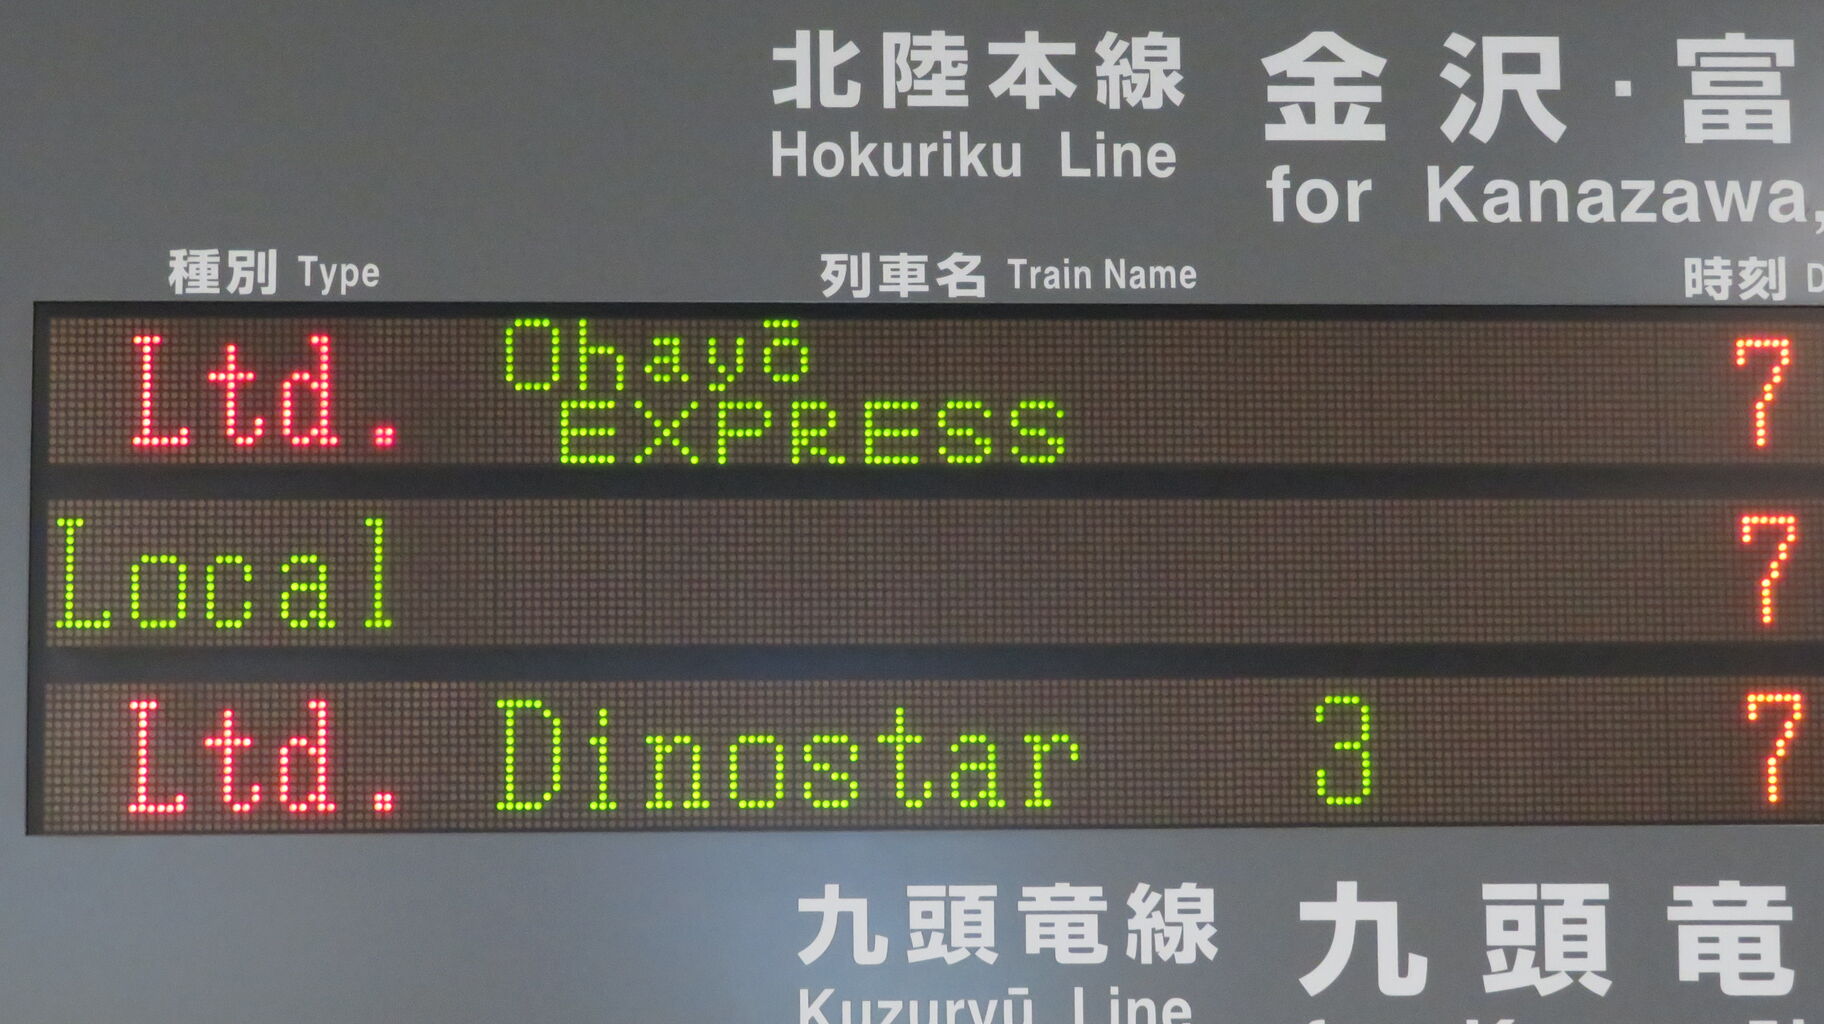 北陸本線 金沢・富
Hokuriku Line for Kanazawa,
種別 Type 列車名 Train Name 時刻
Ltd. Ohayō EXPRESS 7
Local 7
Ltd. Dinostar 3 7
九頭竜線 九頭竜
Kuzuryū Line